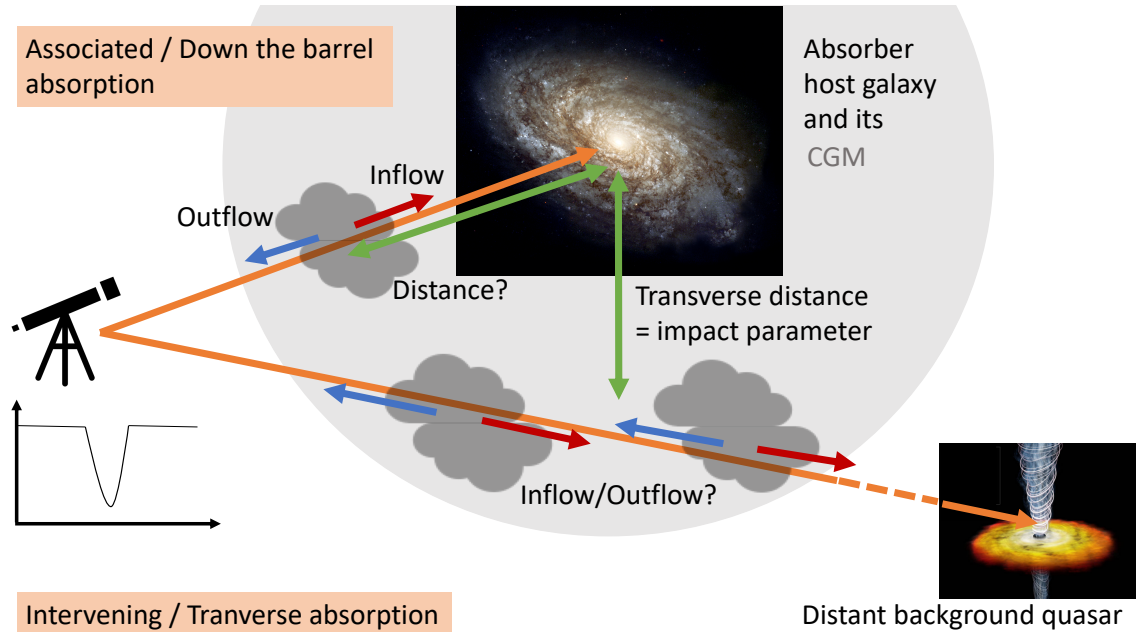 Associated / Down the barrel
absorption
Absorber
host galaxy
and its
CGM
Inflow
Outflow
Distance?
Transverse distance
= impact parameter
Inflow/Outflow?
Intervening / Tranverse absorption
Distant background quasar